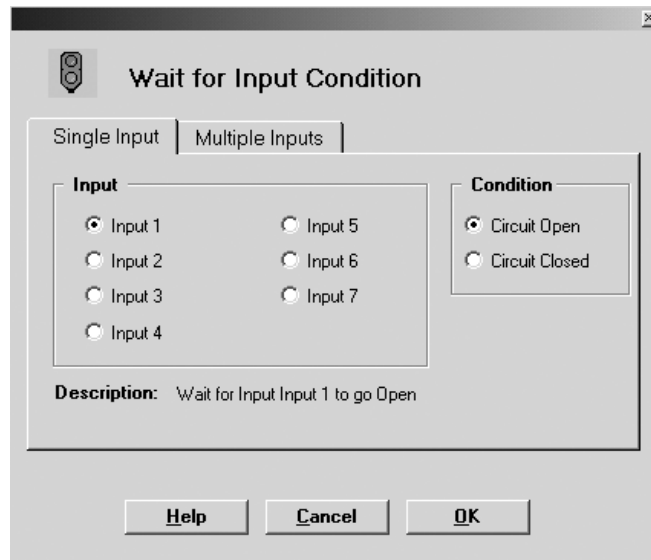 Wait for Input Condition
Single Input
Multiple Inputs
Input
Input 1
Input 2
Input 3
Input 4
Input 5
Input 6
Input 7
Condition
Circuit Open
Circuit Closed
Description: Wait for Input Input 1 to go Open
Help
Cancel
OK